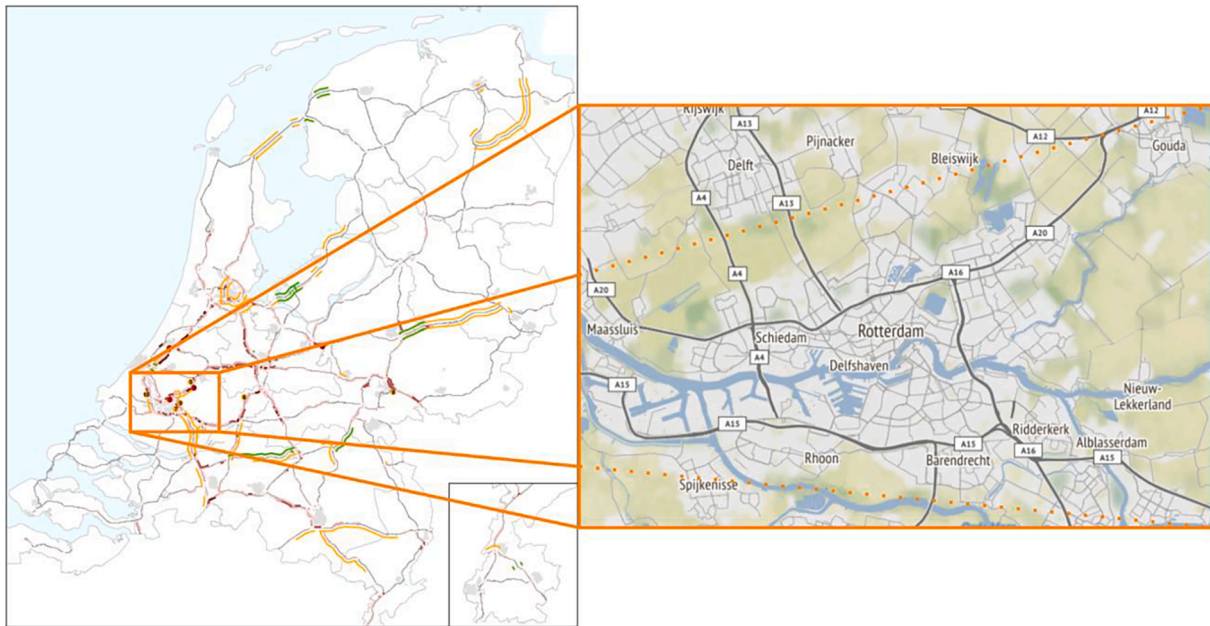 Rijswijk
A13
A12
A12
Pijnacker
Gouda
Delft
Bleiswijk
A4
A13
A20
A4
A16
A20
Maassluis
Schiedam
Rotterdam
A4
Delfshaven
A15
Nieuw-
Lekkerland
A15
Ridderkerk
A15
A16
Alblasserdam
A15
Rhoon
Barendrecht
Spijkenisse